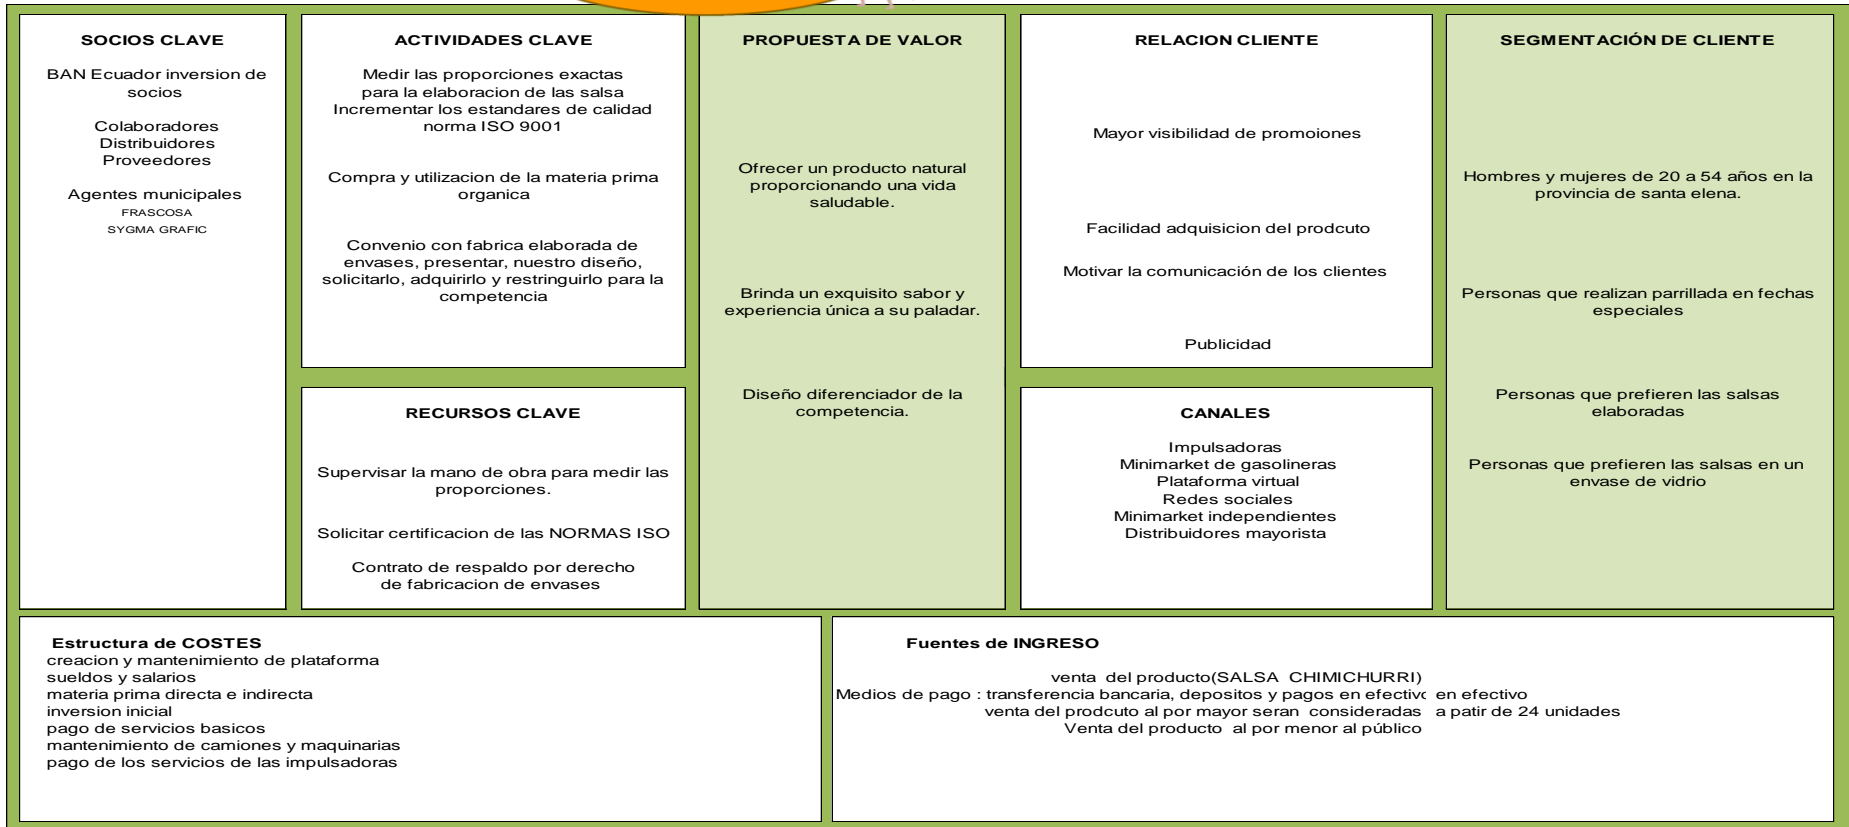 SOCIOS CLAVE
BAN Ecuador inversion de
socios
Colaboradores
Distribuidores
Proveedores
Agentes municipales
FRASCOSA
SYGMA GRAFIC
ACTIVIDADES CLAVE
Medir las proporciones exactas
para la elaboracion de las salsa
Incrementar los estandares de calidad
norma ISO 9001
Compra y utilizacion de la materia prima
organica
Convenio con fabrica elaborada de
envases, presentar, nuestro diseño,
solicitarlo, adquirirlo y restringuirlo para la
competencia
RECURSOS CLAVE
Supervisar la mano de obra para medir las
proporciones.
Solicitar certificacion de las NORMAS ISO
Contrato de respaldo por derecho
de fabricacion de envases
PROPUESTA DE VALOR
Ofrecer un producto natural
proporcionando una vida
saludable.
Brinda un exquisito sabor y
experiencia única a su paladar.
Diseño diferenciador de la
competencia.
RELACION CLIENTE
Mayor visibilidad de promoiones
Facilidad adquisicion del prodcuto
Motivar la comunicación de los clientes
Publicidad
CANALES
Impulsadoras
Minimarket de gasolineras
Plataforma virtual
Redes sociales
Minimarket independientes
Distribuidores mayorista
SEGMENTACIÓN DE CLIENTE
Hombres y mujeres de 20 a 54 años en la
provincia de santa elena.
Personas que realizan parrillada en fechas
especiales
Personas que prefieren las salsas
elaboradas
Personas que prefieren las salsas en un
envase de vidrio
Estructura de COSTES
creacion y mantenimiento de plataforma
sueldos y salarios
materia prima directa e indirecta
inversion inicial
pago de servicios basicos
mantenimiento de camiones y maquinarias
pago de los servicios de las impulsadoras
Fuentes de INGRESO
venta del producto(SALSA CHIMICHURRI)
Medios de pago : transferencia bancaria, depositos y pagos en efectivo en efectivo
venta del prodcuto al por mayor seran consideradas a patir de 24 unidades
Venta del producto al por menor al público